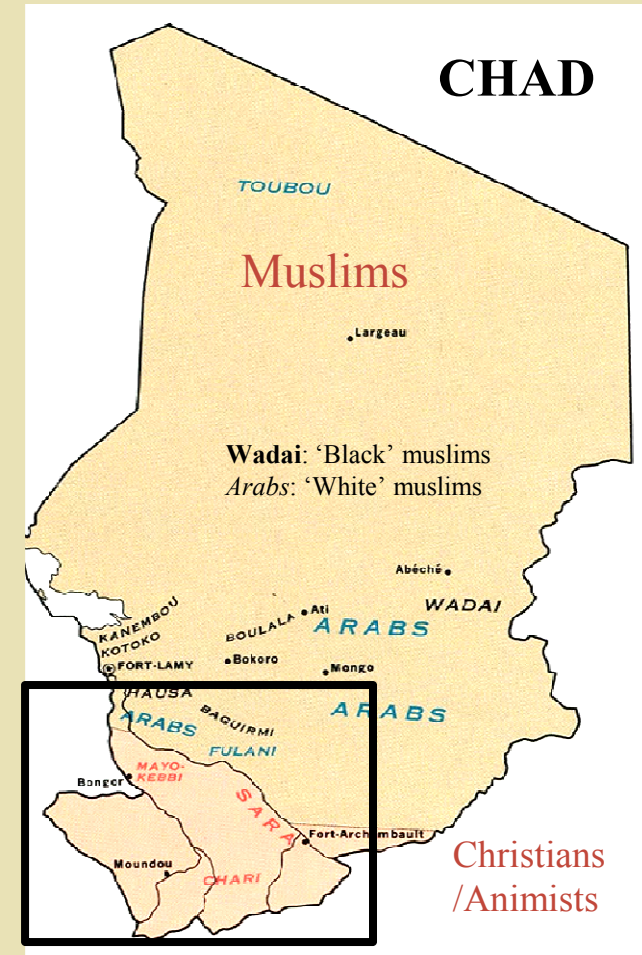 CHAD
TOUBOU
Muslims
Largeau
Wadai: ‘Black’ muslims
Arabs: ‘White’ muslims
Abéché
WADAI
KANEMBOU
KOTOKO
BOULALA
Ati
ARABS
FORT-LAMY
Bokoro
Mongo
HAUSA
ARABS
BAGUIRMI
ARABS
FULANI
MAYO-
KEBBI
Bongor
SARA
Fort-Archambault
Moundou
CHARI
Christians
/Animists